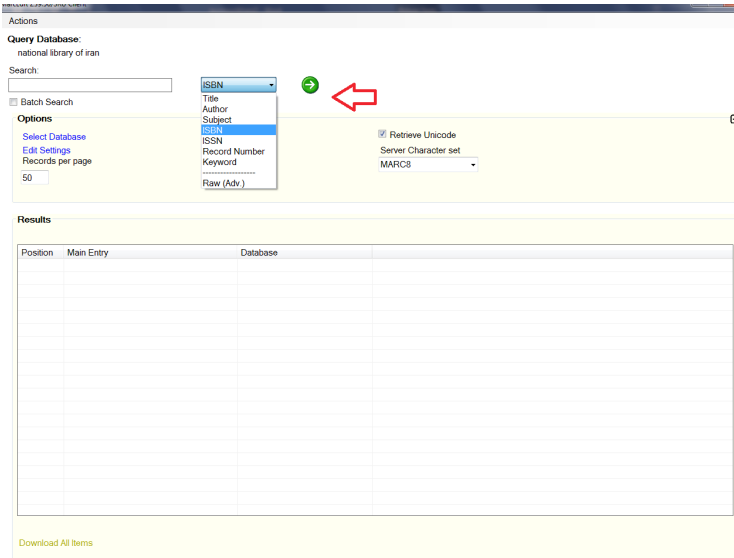 Actions
Query Database:
national library of iran
Search:
ISBN
Batch Search
Title
Author
Subject
ISBN
ISSN
Record Number
Keyword
------------------
Raw (Adv.)
Options
Select Database
Edit Settings
Records per page
50
Retrieve Unicode
Server Character set
MARC8
Results
Position Main Entry Database
Download All Items